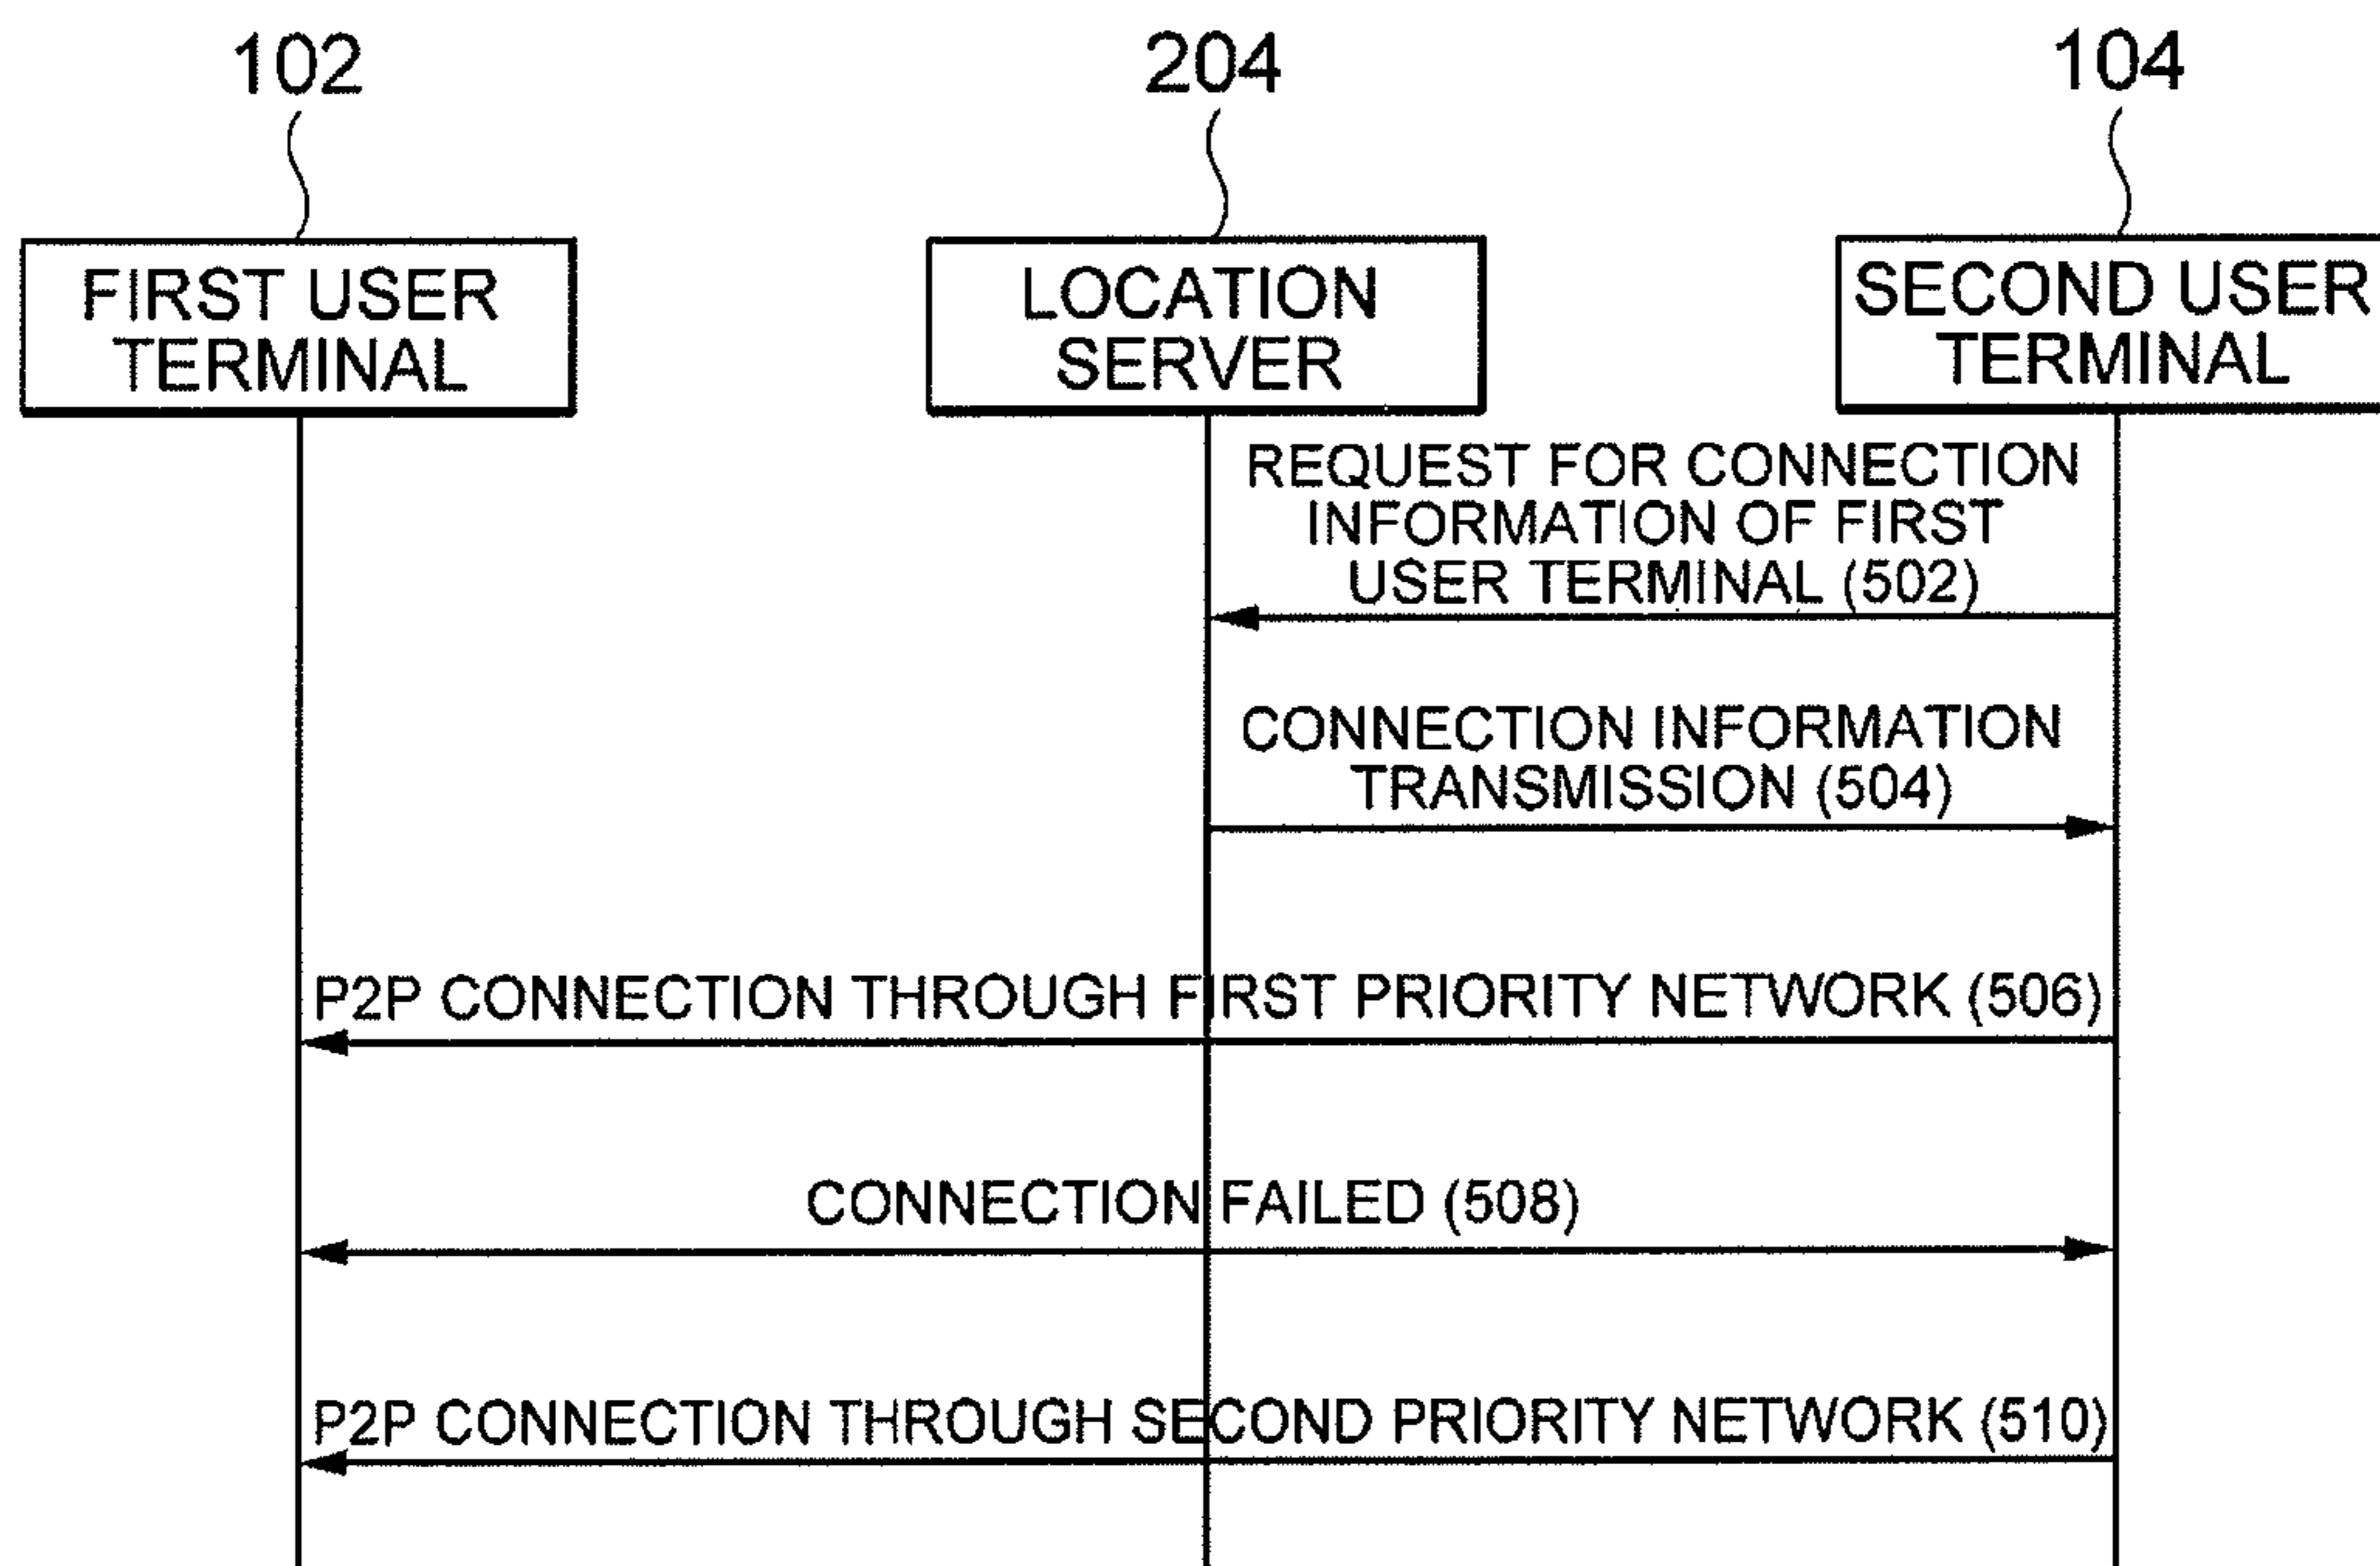 102
204
104
FIRST USER
TERMINAL
LOCATION
SERVER
SECOND USER
TERMINAL
REQUEST FOR CONNECTION
INFORMATION OF FIRST
USER TERMINAL (502)
CONNECTION INFORMATION
TRANSMISSION (504)
P2P CONNECTION THROUGH FIRST PRIORITY NETWORK (506)
CONNECTION FAILED (508)
P2P CONNECTION THROUGH SECOND PRIORITY NETWORK (510)